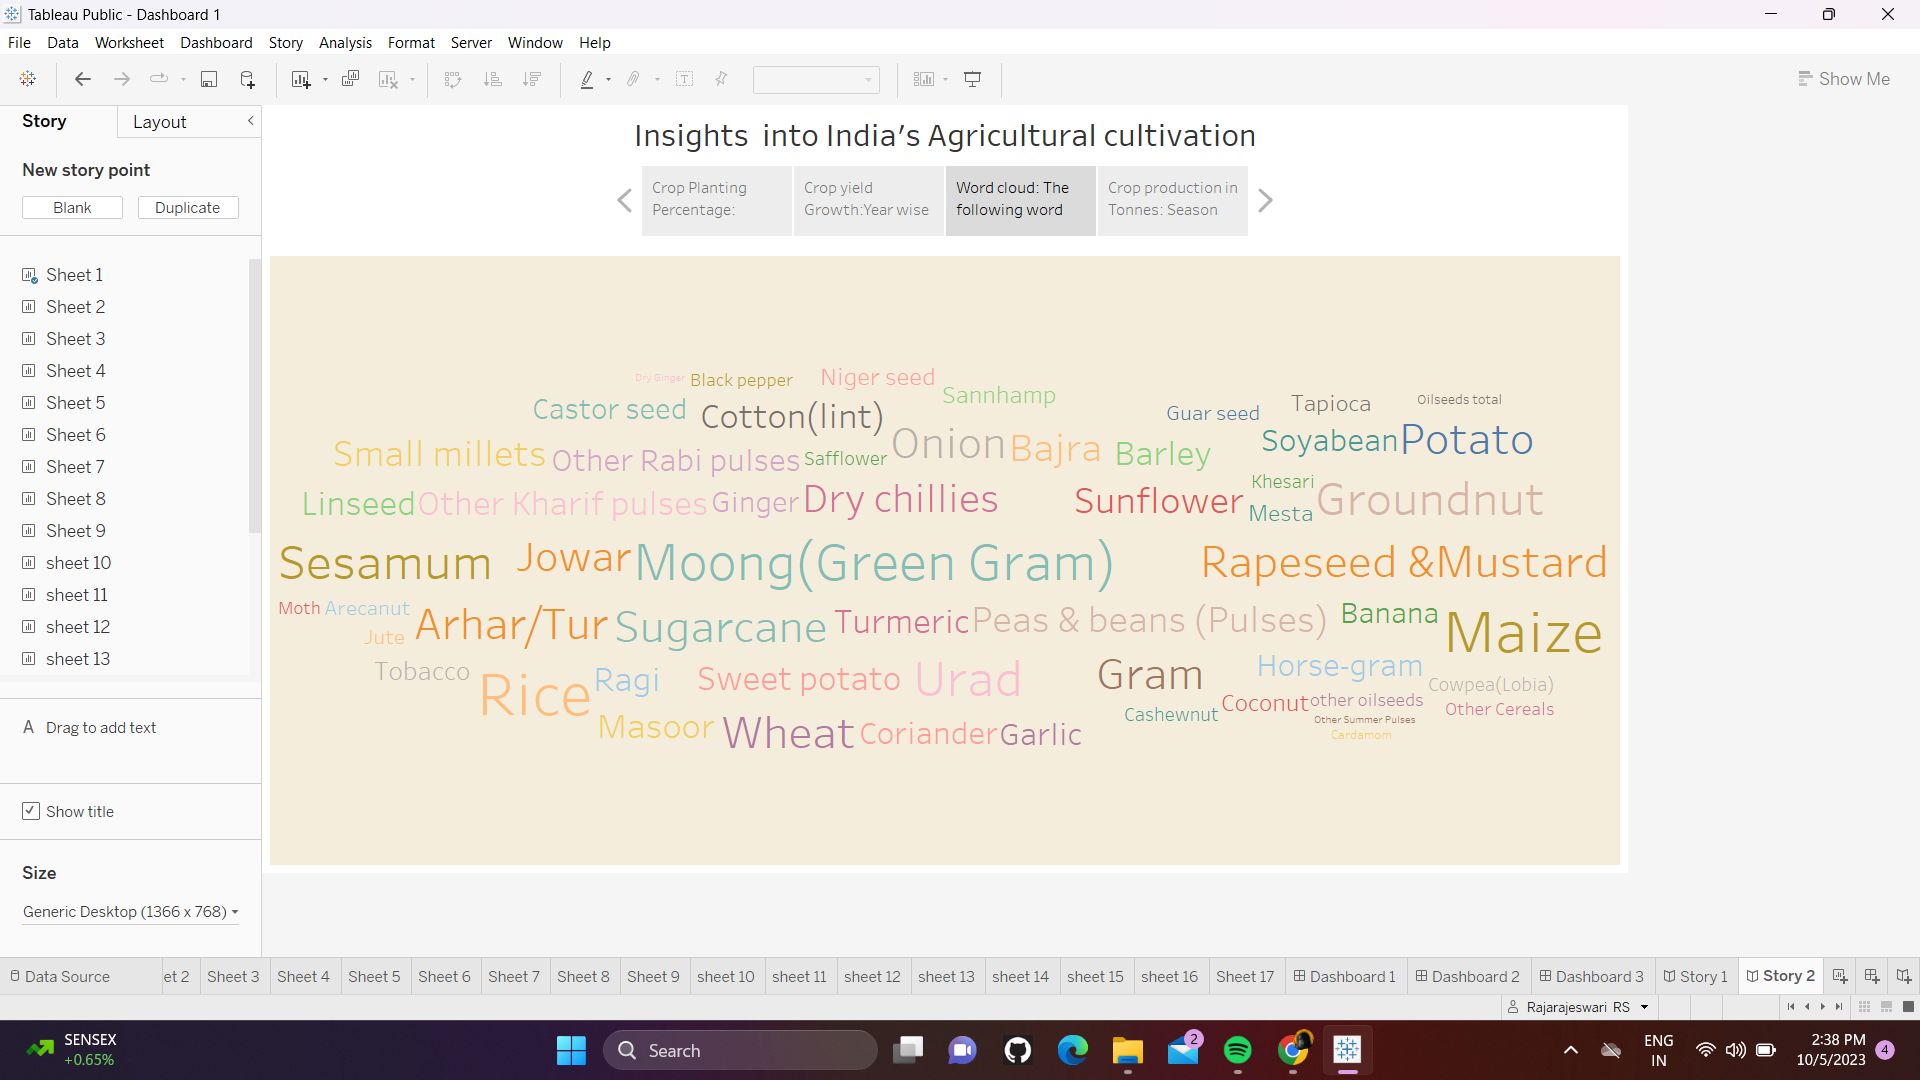 Tableau Public - Dashboard 1
File Data Worksheet Dashboard Story Analysis Format Server Window Help
Show Me
Story Layout
New story point
Blank Duplicate
Sheet 1
Sheet 2
Sheet 3
Sheet 4
Sheet 5
Sheet 6
Sheet 7
Sheet 8
Sheet 9
sheet 10
sheet 11
sheet 12
sheet 13
A Drag to add text
Show title
Size
Generic Desktop (1366 x 768)
Insights into India's Agricultural cultivation
Crop Planting
Percentage:
Crop yield
Growth:Year wise
Word cloud: The
following word
Crop production in
Tonnes: Season
Dry Ginger Black pepper Niger seed
Sannhamp
Castor seed Cotton(lint) Guar seed Tapioca Oilseeds total
Small millets Other Rabi pulses Safflower Onion Bajra Barley Soyabean Potato
Khesari
Linseed Other Kharif pulses Ginger Dry chillies Sunflower Mesta Groundnut
Sesamum Jowar Moong(Green Gram) Rapeseed &Mustard
Moth Arecanut Arhar/Tur Sugarcane Turmeric Peas & beans (Pulses) Banana Maize
Jute
Tobacco Rice Ragi Sweet potato Urad Gram Horse-gram Cowpea(Lobia)
Cashewnut Coconut other oilseeds Other Cereals
Other Summer Pulses
Masoor Wheat Coriander Garlic Cardamom
Data Source et 2 Sheet 3 Sheet 4 Sheet 5 Sheet 6 Sheet 7 Sheet 8 Sheet 9 sheet 10 sheet 11 sheet 12 sheet 13 sheet 14 sheet 15 sheet 16 Sheet 17 Dashboard 1 Dashboard 2 Dashboard 3 Story 1 Story 2
Rajarajeswari RS
SENSEX
+0.65%
Search
2
ENG
IN
2:38 PM
10/5/2023
4